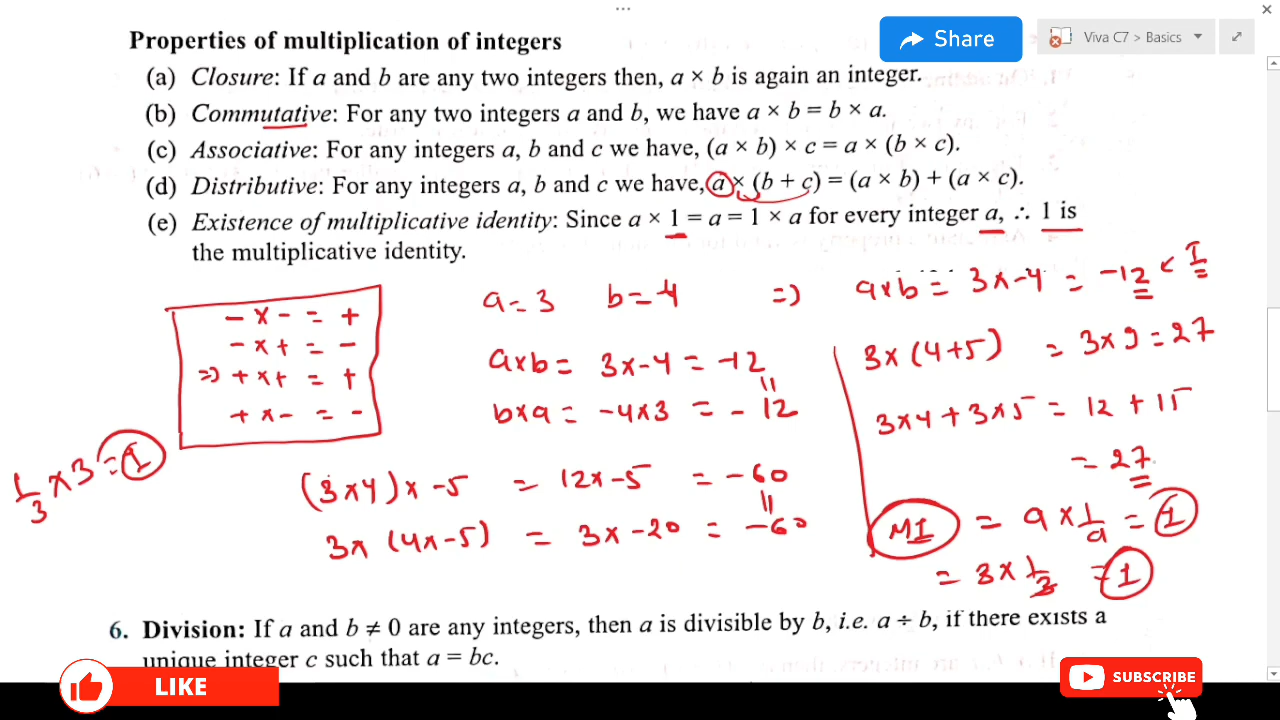 Share
Viva C7 > Basics
Properties of multiplication of integers
(a) Closure: If a and b are any two integers then, a × b is again an integer.
(b) Commutative: For any two integers a and b, we have a × b = b × a.
(c) Associative: For any integers a, b and c we have, (a × b) × c = a × (b × c).
(d) Distributive: For any integers a, b and c we have, a × (b + c) = (a × b) + (a × c).
(e) Existence of multiplicative identity: Since a × 1 = a = 1 × a for every integer a, ∴ 1 is
the multiplicative identity.
- × - = +
- × + = -
=) + × + = +
+ × - = -
1/3 × 3 = 1
a = 3 b = -4 =) a×b = 3×-4 = -12 < I
a×b = 3×-4 = -12
b×a = -4×3 = -12
(3×4)×-5 = 12×-5 = -60
3×(4×-5) = 3×-20 = -60
3×(4+5) = 3×9 = 27
3×4 + 3×5 = 12 + 15
= 27
MI = a × 1/a = 1
= 3 × 1/3 = 1
6. Division: If a and b ≠ 0 are any integers, then a is divisible by b, i.e. a ÷ b, if there exists a
unique integer c such that a = bc.
LIKE
SUBSCRIBE